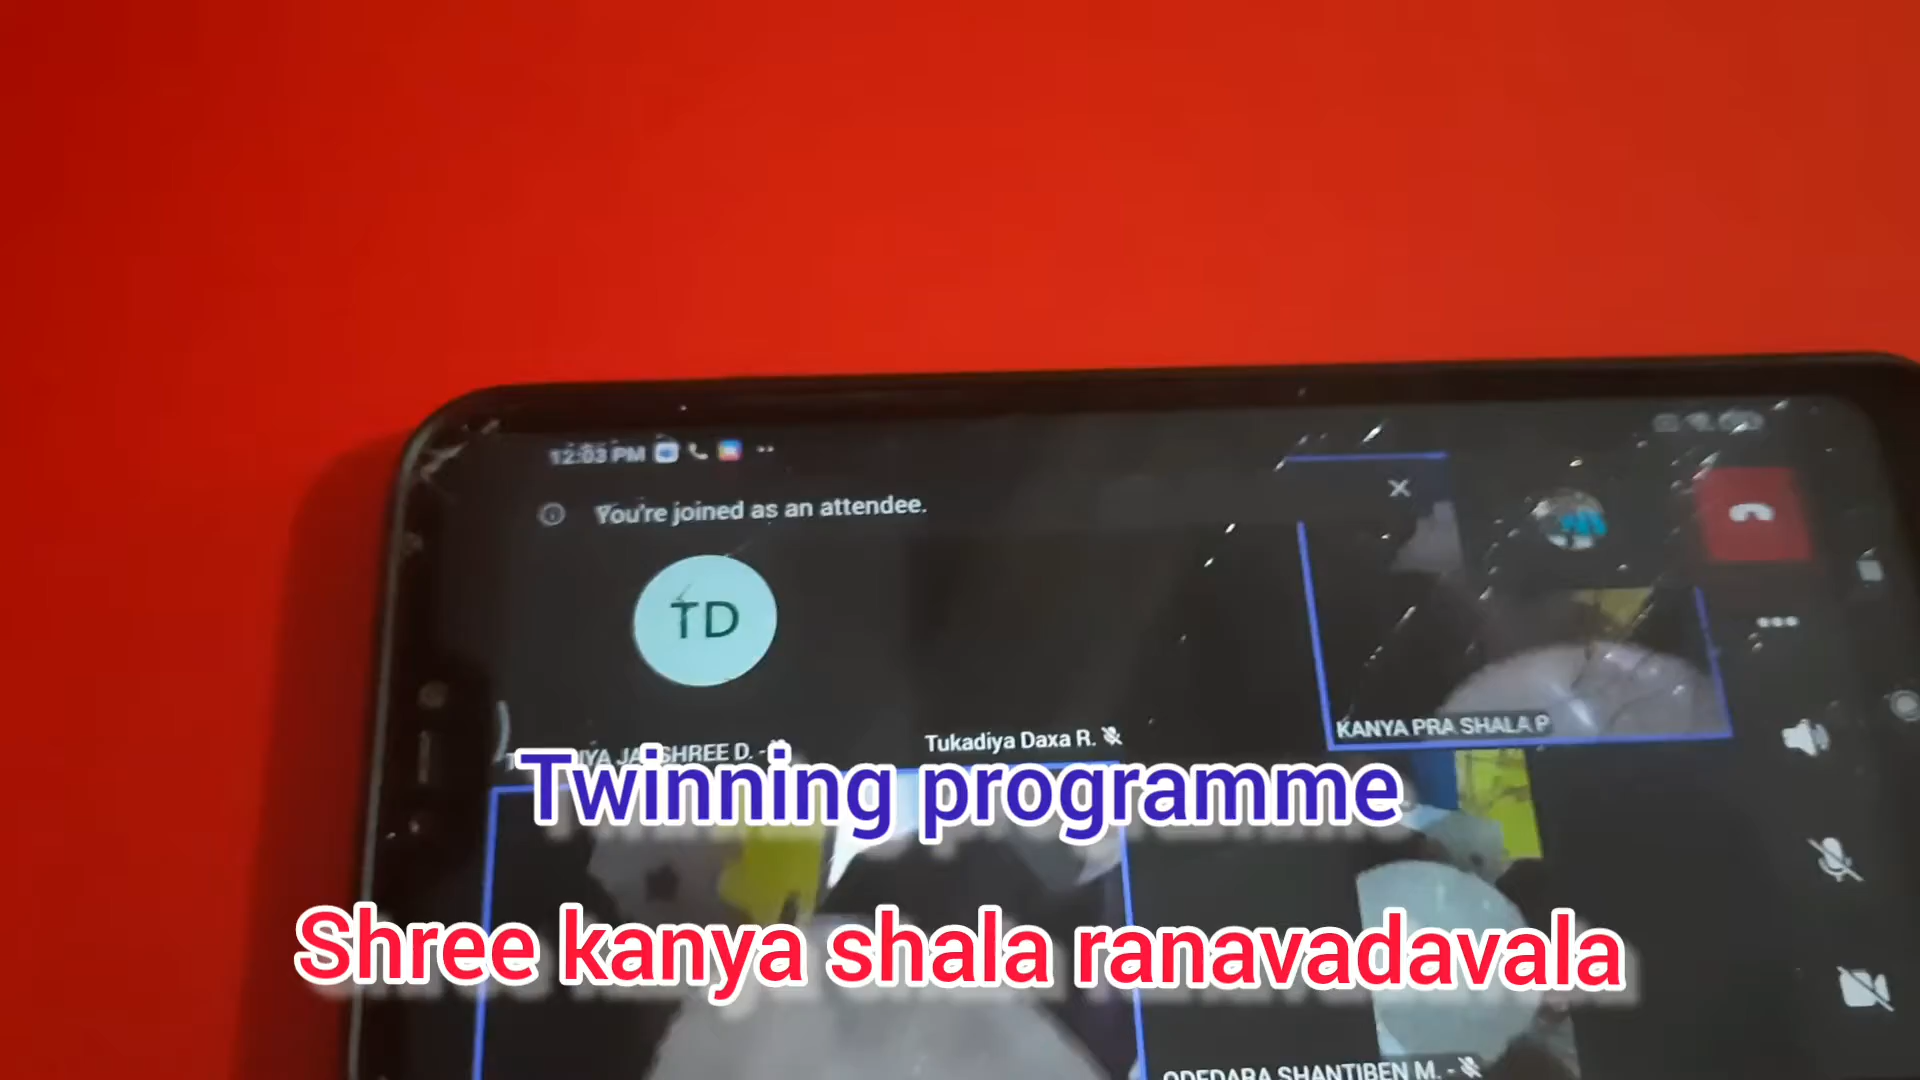 12:03 PM
You're joined as an attendee.
TD
SHREE D. -
Tukadiya Daxa R.
KANYA PRA SHALA P
Twinning programme
Shree kanya shala ranavadavala
ODEDARA SHANTIBEN M. -